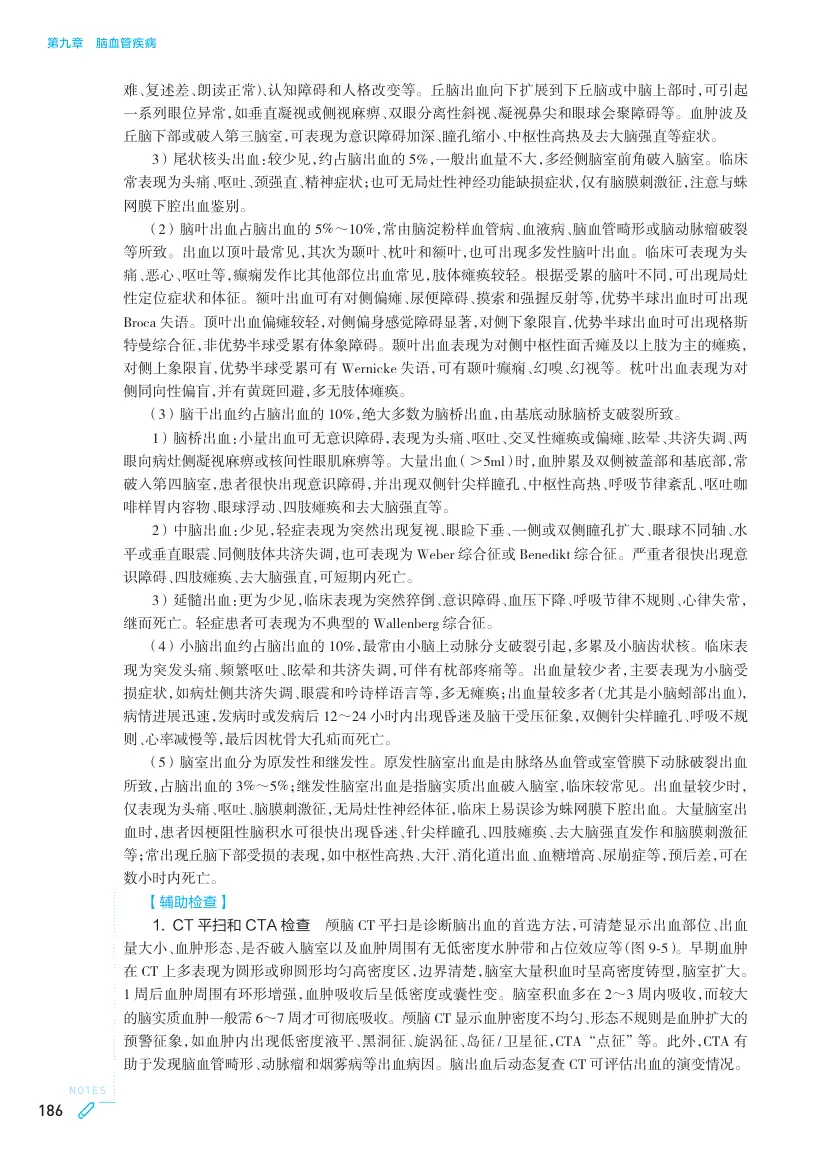 第九章 脑血管疾病
难、复述差、朗读正常)、认知障碍和人格改变等。丘脑出血向下扩展到下丘脑或中脑上部时,可引起
一系列眼位异常,如垂直凝视或侧视麻痹、双眼分离性斜视、凝视鼻尖和眼球会聚障碍等。血肿波及
丘脑下部或破入第三脑室,可表现为意识障碍加深、瞳孔缩小、中枢性高热及去大脑强直等症状。
3)尾状核头出血:较少见,约占脑出血的 5%,一般出血量不大,多经侧脑室前角破入脑室。临床
常表现为头痛、呕吐、颈强直、精神症状;也可无局灶性神经功能缺损症状,仅有脑膜刺激征,注意与蛛
网膜下腔出血鉴别。
(2)脑叶出血占脑出血的 5%~10%,常由脑淀粉样血管病、血液病、脑血管畸形或脑动脉瘤破裂
等所致。出血以顶叶最常见,其次为颞叶、枕叶和额叶,也可出现多发性脑叶出血。临床可表现为头
痛、恶心、呕吐等,癫痫发作比其他部位出血常见,肢体瘫痪较轻。根据受累的脑叶不同,可出现局灶
性定位症状和体征。额叶出血可有对侧偏瘫、尿便障碍、摸索和强握反射等,优势半球出血时可出现
Broca 失语。顶叶出血偏瘫较轻,对侧偏身感觉障碍显著,对侧下象限盲,优势半球出血时可出现格斯
特曼综合征,非优势半球受累有体象障碍。颞叶出血表现为对侧中枢性面舌瘫及以上肢为主的瘫痪,
对侧上象限盲,优势半球受累可有 Wernicke 失语,可有颞叶癫痫、幻嗅、幻视等。枕叶出血表现为对
侧同向性偏盲,并有黄斑回避,多无肢体瘫痪。
(3)脑干出血约占脑出血的 10%,绝大多数为脑桥出血,由基底动脉脑桥支破裂所致。
1)脑桥出血:小量出血可无意识障碍,表现为头痛、呕吐、交叉性瘫痪或偏瘫、眩晕、共济失调、两
眼向病灶侧凝视麻痹或核间性眼肌麻痹等。大量出血(>5ml)时,血肿累及双侧被盖部和基底部,常
破入第四脑室,患者很快出现意识障碍,并出现双侧针尖样瞳孔、中枢性高热、呼吸节律紊乱、呕吐咖
啡样胃内容物、眼球浮动、四肢瘫痪和去大脑强直等。
2)中脑出血:少见,轻症表现为突然出现复视、眼睑下垂、一侧或双侧瞳孔扩大、眼球不同轴、水
平或垂直眼震、同侧肢体共济失调,也可表现为 Weber 综合征或 Benedikt 综合征。严重者很快出现意
识障碍、四肢瘫痪、去大脑强直,可短期内死亡。
3)延髓出血:更为少见,临床表现为突然猝倒、意识障碍、血压下降、呼吸节律不规则、心律失常,
继而死亡。轻症患者可表现为不典型的 Wallenberg 综合征。
(4)小脑出血约占脑出血的 10%,最常由小脑上动脉分支破裂引起,多累及小脑齿状核。临床表
现为突发头痛、频繁呕吐、眩晕和共济失调,可伴有枕部疼痛等。出血量较少者,主要表现为小脑受
损症状,如病灶侧共济失调、眼震和吟诗样语言等,多无瘫痪;出血量较多者(尤其是小脑蚓部出血),
病情进展迅速,发病时或发病后 12~24 小时内出现昏迷及脑干受压征象,双侧针尖样瞳孔、呼吸不规
则、心率减慢等,最后因枕骨大孔疝而死亡。
(5)脑室出血分为原发性和继发性。原发性脑室出血是由脉络丛血管或室管膜下动脉破裂出血
所致,占脑出血的 3%~5%;继发性脑室出血是指脑实质出血破入脑室,临床较常见。出血量较少时,
仅表现为头痛、呕吐、脑膜刺激征,无局灶性神经体征,临床上易误诊为蛛网膜下腔出血。大量脑室出
血时,患者因梗阻性脑积水可很快出现昏迷、针尖样瞳孔、四肢瘫痪、去大脑强直发作和脑膜刺激征
等;常出现丘脑下部受损的表现,如中枢性高热、大汗、消化道出血、血糖增高、尿崩症等,预后差,可在
数小时内死亡。
【辅助检查】
1. CT 平扫和 CTA 检查 颅脑 CT 平扫是诊断脑出血的首选方法,可清楚显示出血部位、出血
量大小、血肿形态、是否破入脑室以及血肿周围有无低密度水肿带和占位效应等(图 9-5)。早期血肿
在 CT 上多表现为圆形或卵圆形均匀高密度区,边界清楚,脑室大量积血时呈高密度铸型,脑室扩大。
1 周后血肿周围有环形增强,血肿吸收后呈低密度或囊性变。脑室积血多在 2~3 周内吸收,而较大
的脑实质血肿一般需 6~7 周才可彻底吸收。颅脑 CT 显示血肿密度不均匀、形态不规则是血肿扩大的
预警征象,如血肿内出现低密度液平、黑洞征、旋涡征、岛征/卫星征,CTA“点征”等。此外,CTA 有
助于发现脑血管畸形、动脉瘤和烟雾病等出血病因。脑出血后动态复查 CT 可评估出血的演变情况。
NOTES
186